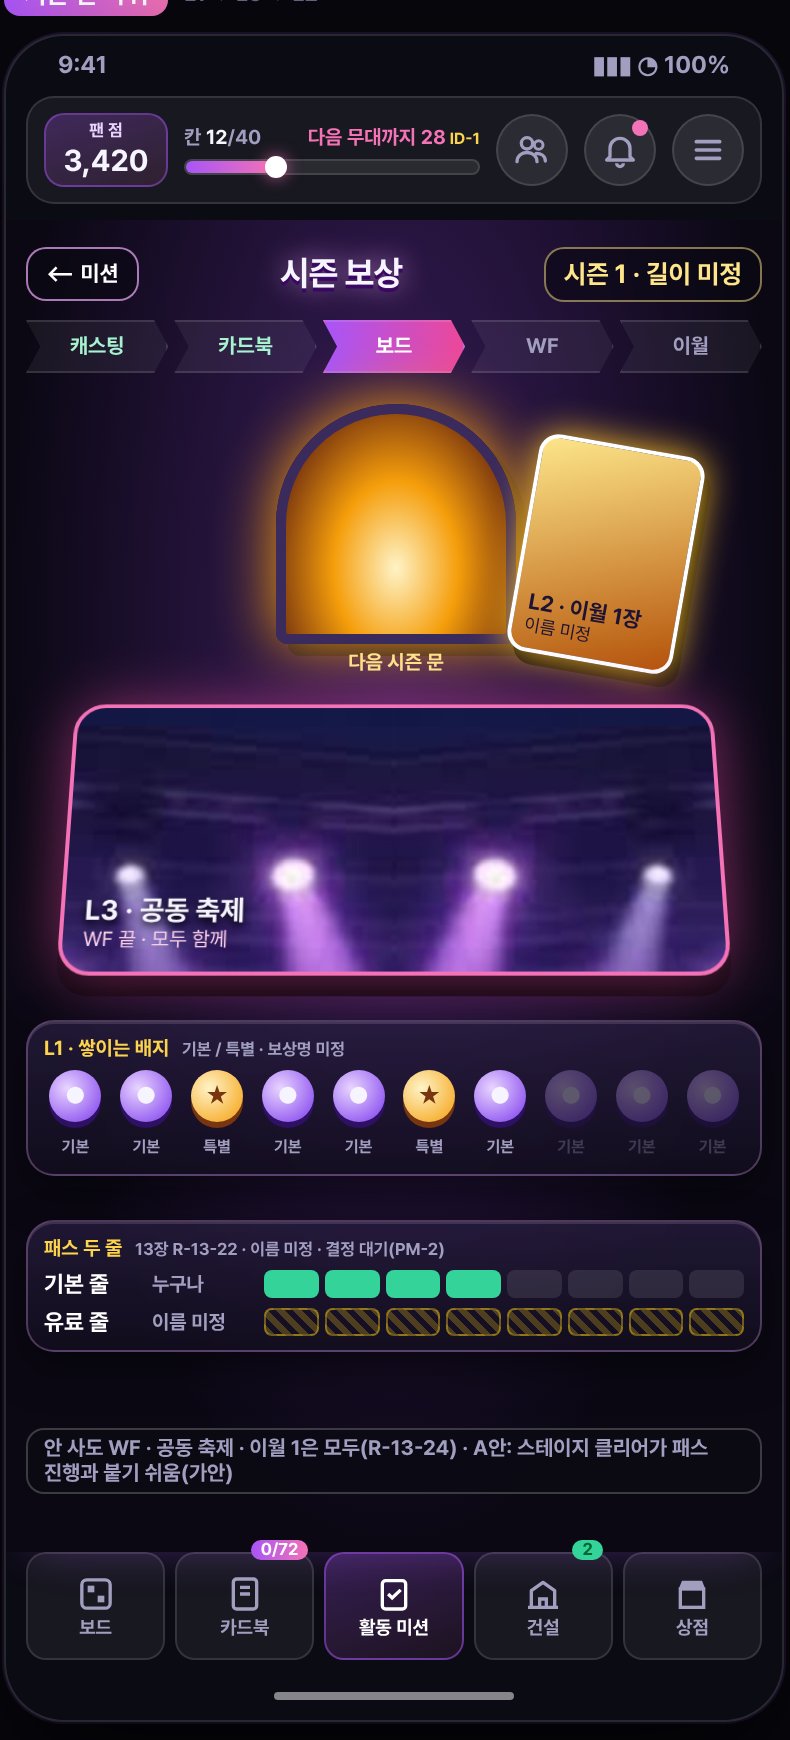 9:41
100%
팬 점
3,420
칸 12/40
다음 무대까지 28 ID-1
← 미션
시즌 보상
시즌 1 · 길이 미정
캐스팅
카드북
보드
WF
이월
L2 · 이월 1장
이름 미정
다음 시즌 문
L3 · 공동 축제
WF 끝 · 모두 함께
L1 · 쌓이는 배지 기본 / 특별 · 보상명 미정
기본 기본 특별 기본 기본 특별 기본 기본 기본 기본
패스 두 줄 13장 R-13-22 · 이름 미정 · 결정 대기(PM-2)
기본 줄 누구나
유료 줄 이름 미정
안 사도 WF · 공동 축제 · 이월 1은 모두(R-13-24) · A안: 스테이지 클리어가 패스
진행과 붙기 쉬움(가안)
0/72
2
보드
카드북
활동 미션
건설
상점